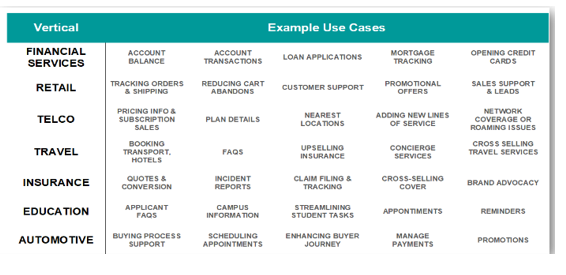 Vertical Example Use Cases
FINANCIAL SERVICES ACCOUNT BALANCE ACCOUNT TRANSACTIONS LOAN APPLICATIONS MORTGAGE TRACKING OPENING CREDIT CARDS
RETAIL TRACKING ORDERS & SHIPPING REDUCING CART ABANDONS CUSTOMER SUPPORT PROMOTIONAL OFFERS SALES SUPPORT & LEADS
TELCO PRICING INFO & SUBSCRIPTION SALES PLAN DETAILS NEAREST LOCATIONS ADDING NEW LINES OF SERVICE NETWORK COVERAGE OR ROAMING ISSUES
TRAVEL BOOKING TRANSPORT, HOTELS FAQS UPSELLING INSURANCE CONCIERGE SERVICES CROSS SELLING TRAVEL SERVICES
INSURANCE QUOTES & CONVERSION INCIDENT REPORTS CLAIM FILING & TRACKING CROSS-SELLING COVER BRAND ADVOCACY
EDUCATION APPLICANT FAQS CAMPUS INFORMATION STREAMLINING STUDENT TASKS APPONTIMENTS REMINDERS
AUTOMOTIVE BUYING PROCESS SUPPORT SCHEDULING APPOINTMENTS ENHANCING BUYER JOURNEY MANAGE PAYMENTS PROMOTIONS